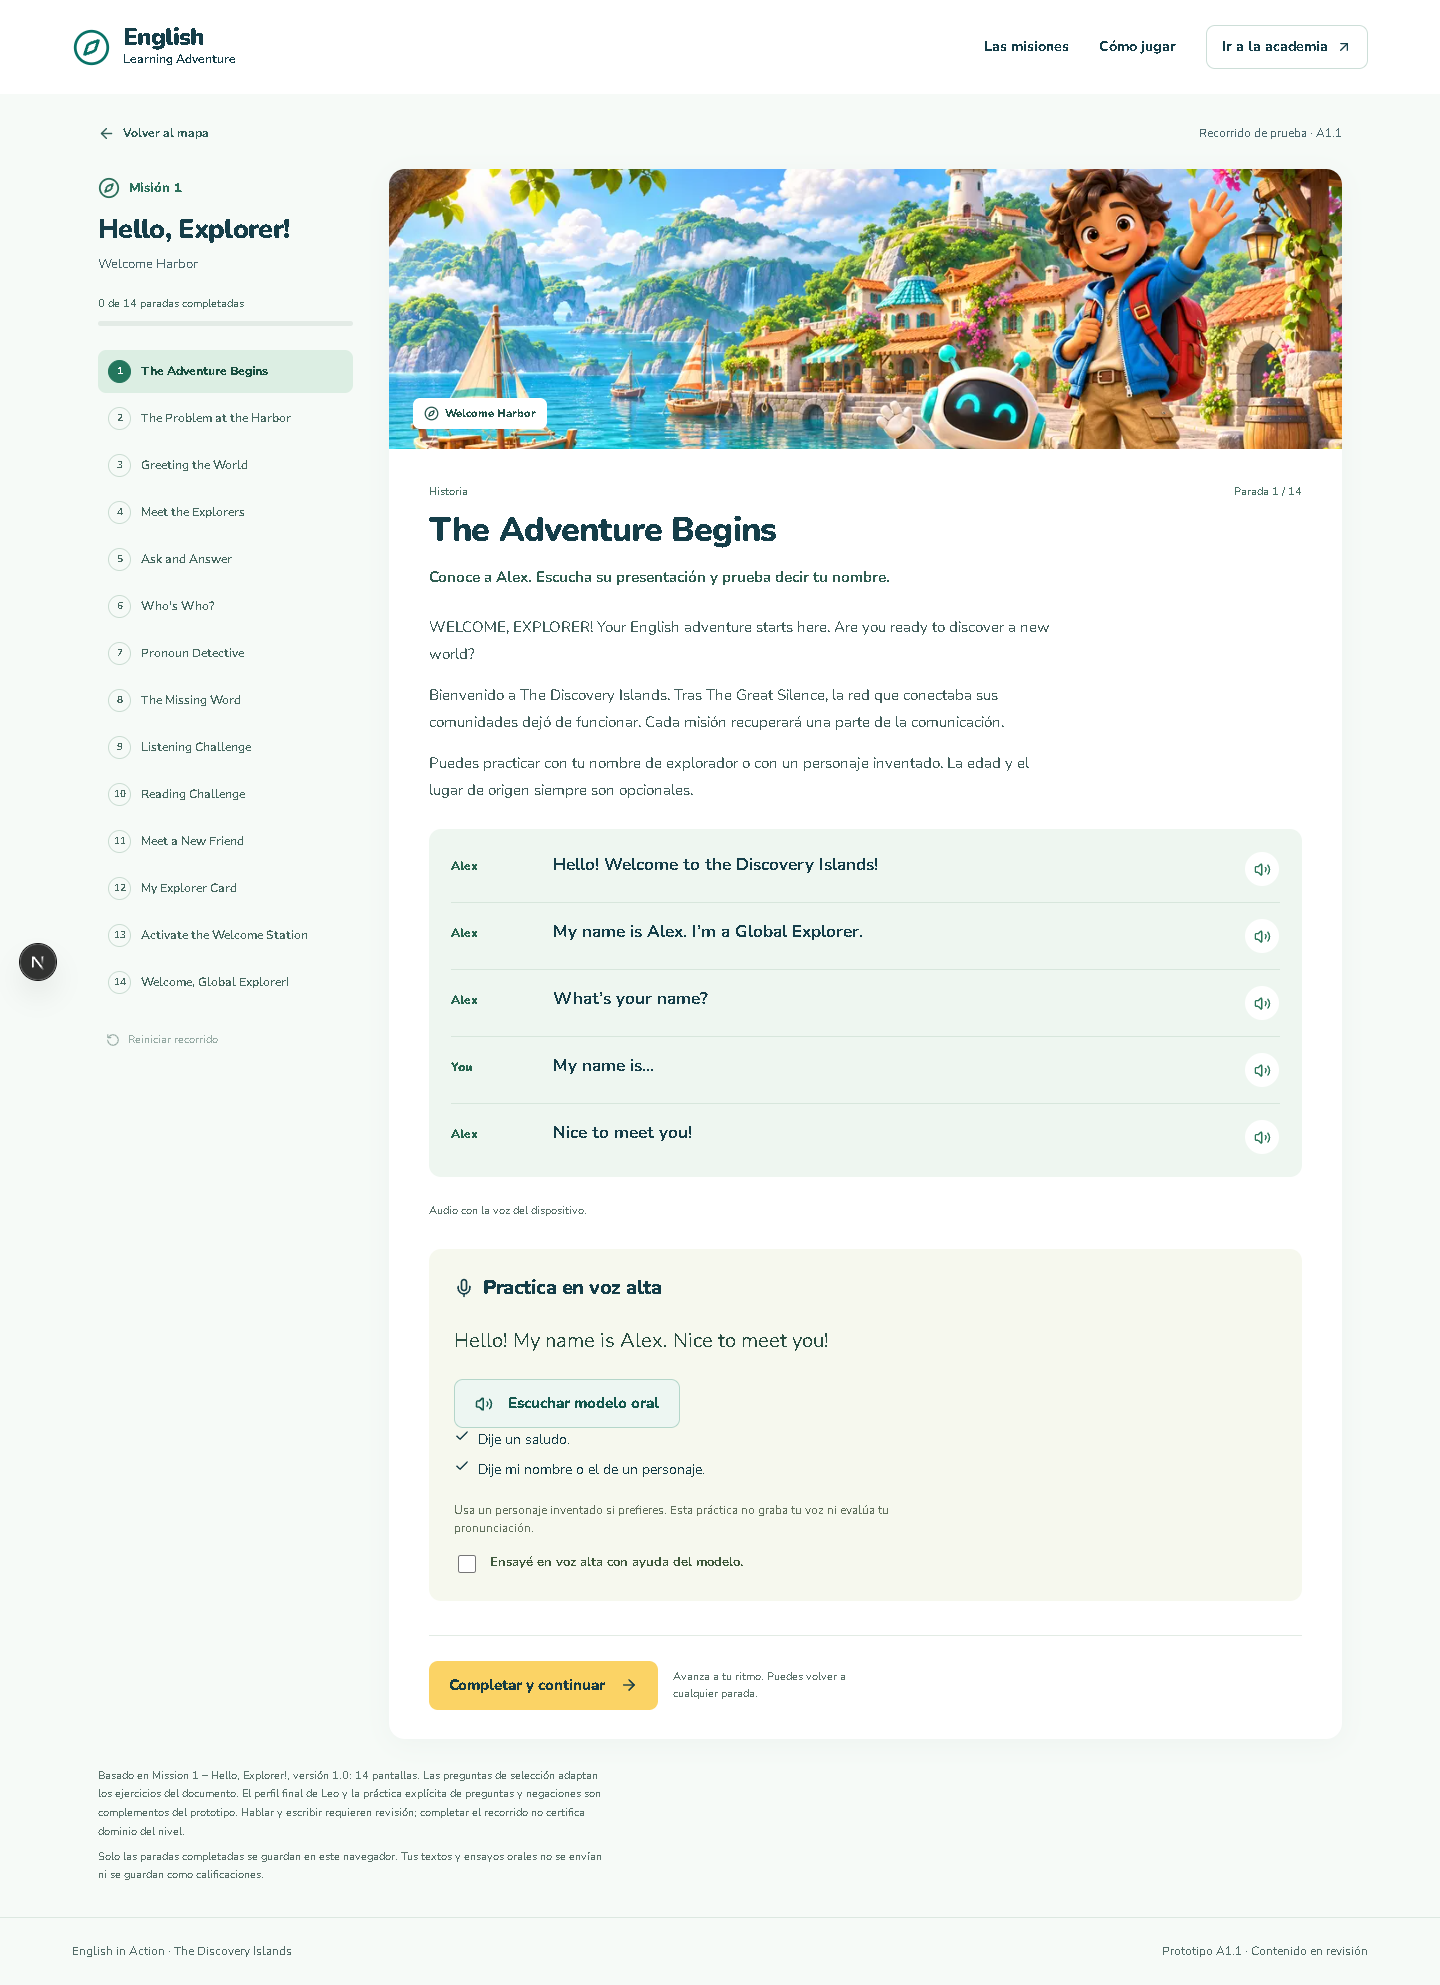 English
Learning Adventure
Las misiones
Cómo jugar
Ir a la academia
Volver al mapa
Recorrido de prueba · A1.1
Misión 1
Hello, Explorer!
Welcome Harbor
0 de 14 paradas completadas
1 The Adventure Begins
2 The Problem at the Harbor
3 Greeting the World
4 Meet the Explorers
5 Ask and Answer
6 Who's Who?
7 Pronoun Detective
8 The Missing Word
9 Listening Challenge
10 Reading Challenge
11 Meet a New Friend
12 My Explorer Card
13 Activate the Welcome Station
14 Welcome, Global Explorer!
Reiniciar recorrido
N
Welcome Harbor
Historia
Parada 1 / 14
The Adventure Begins
Conoce a Alex. Escucha su presentación y prueba decir tu nombre.
WELCOME, EXPLORER! Your English adventure starts here. Are you ready to discover a new
world?
Bienvenido a The Discovery Islands. Tras The Great Silence, la red que conectaba sus
comunidades dejó de funcionar. Cada misión recuperará una parte de la comunicación.
Puedes practicar con tu nombre de explorador o con un personaje inventado. La edad y el
lugar de origen siempre son opcionales.
Alex Hello! Welcome to the Discovery Islands!
Alex My name is Alex. I'm a Global Explorer.
Alex What's your name?
You My name is...
Alex Nice to meet you!
Audio con la voz del dispositivo.
Practica en voz alta
Hello! My name is Alex. Nice to meet you!
Escuchar modelo oral
Dije un saludo.
Dije mi nombre o el de un personaje.
Usa un personaje inventado si prefieres. Esta práctica no graba tu voz ni evalúa tu
pronunciación.
Ensayé en voz alta con ayuda del modelo.
Completar y continuar
Avanza a tu ritmo. Puedes volver a
cualquier parada.
Basado en Mission 1 – Hello, Explorer!, versión 1.0: 14 pantallas. Las preguntas de selección adaptan
los ejercicios del documento. El perfil final de Leo y la práctica explícita de preguntas y negaciones son
complementos del prototipo. Hablar y escribir requieren revisión; completar el recorrido no certifica
dominio del nivel.
Solo las paradas completadas se guardan en este navegador. Tus textos y ensayos orales no se envían
ni se guardan como calificaciones.
English in Action · The Discovery Islands
Prototipo A1.1 · Contenido en revisión